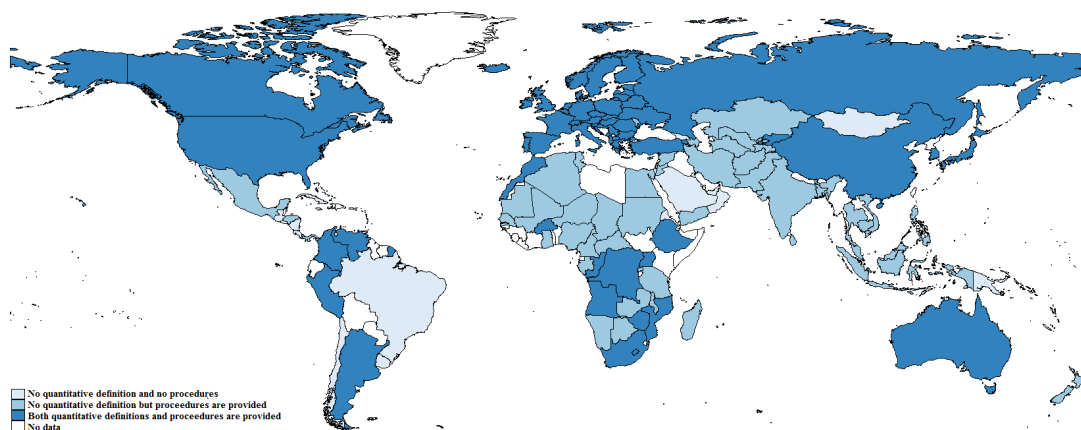 No quantitative definition and no procedures
No quantitative definition but proceedures are provided
Both quantitative definitions and proceedures are provided
No data